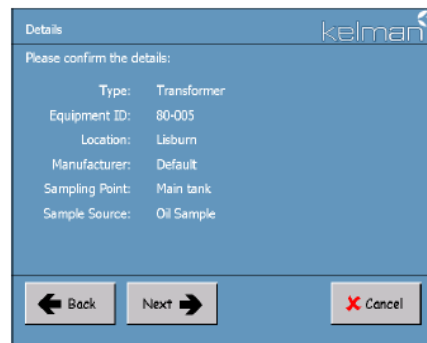 Details
kelman
Please confirm the details:
Type: Transformer
Equipment ID: 80-005
Location: Lisburn
Manufacturer: Default
Sampling Point: Main tank
Sample Source: Oil Sample
Back Next Cancel